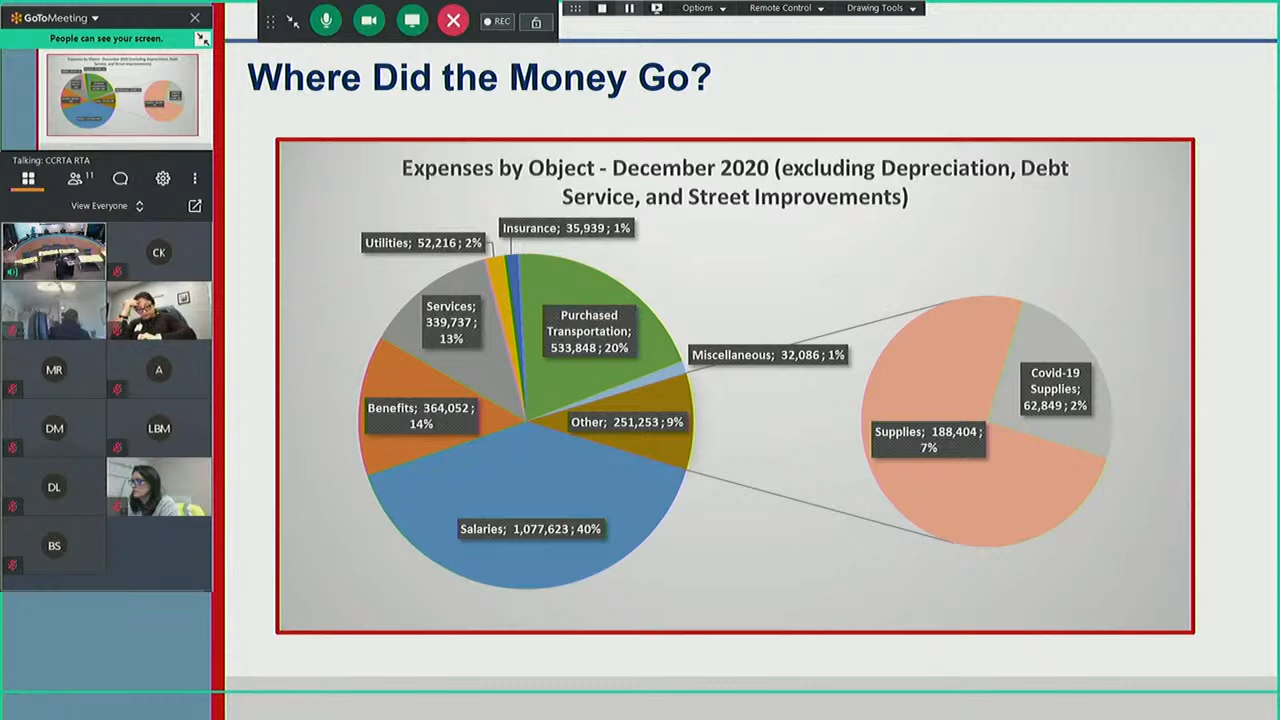 GoToMeeting
REC
Options
Remote Control
Drawing Tools
People can see your screen.
Talking: CCRTA RTA
11
View Everyone
CK
MR
A
DM
LBM
DL
BS
Where Did the Money Go?
Expenses by Object - December 2020 (excluding Depreciation, Debt
Service, and Street Improvements)
Insurance; 35,939; 1%
Utilities; 52,216; 2%
Services;
339,737;
13%
Purchased
Transportation;
533,848; 20%
Miscellaneous; 32,086; 1%
Benefits; 364,052;
14%
Other; 251,253; 9%
Salaries; 1,077,623; 40%
Covid-19
Supplies;
62,849; 2%
Supplies; 188,404;
7%